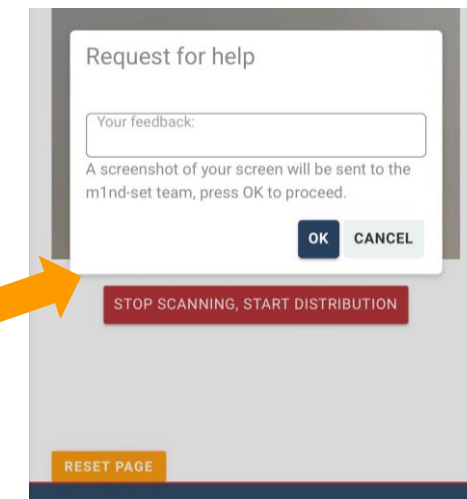 Request for help
Your feedback:
A screenshot of your screen will be sent to the
m1nd-set team, press OK to proceed.
OK CANCEL
STOP SCANNING, START DISTRIBUTION
RESET PAGE